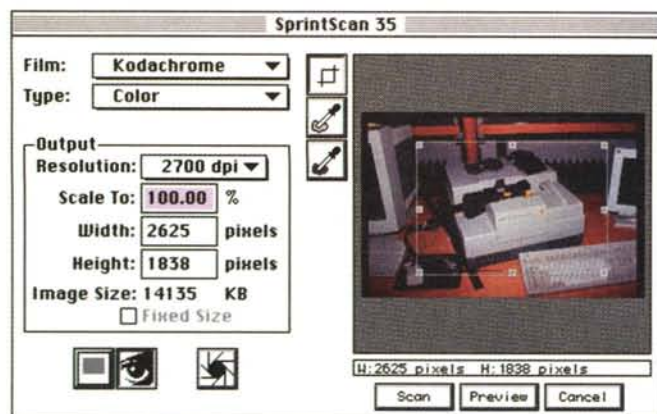 SprintScan 35
Film: Kodachrome
Type: Color
Output
Resolution: 2700 dpi
Scale To: 100.00 %
Width: 2625 pixels
Height: 1838 pixels
Image Size: 14135 KB
Fixed Size
W:2625 pixels H:1838 pixels
Scan Preview Cancel